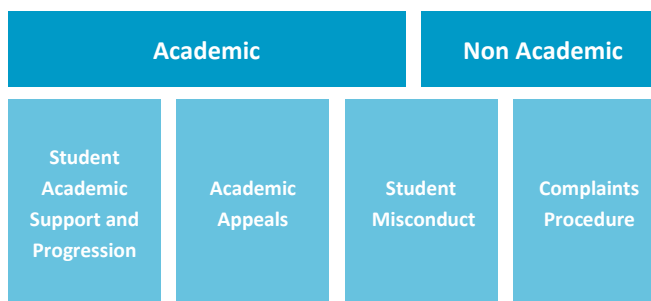 Academic
Non Academic
Student
Academic
Support and
Progression
Academic
Appeals
Student
Misconduct
Complaints
Procedure